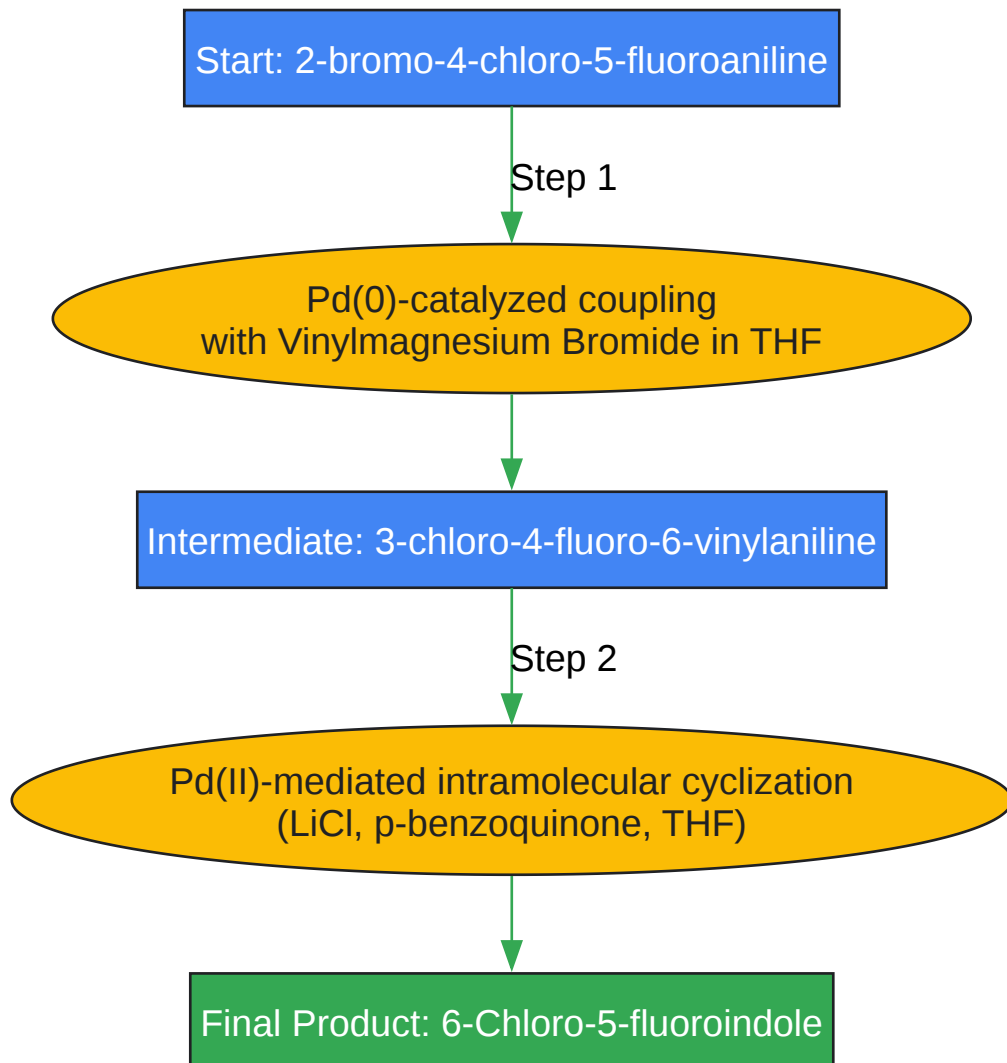 Start: 2-bromo-4-chloro-5-fluoroaniline
Step 1
Pd(0)-catalyzed coupling
with Vinylmagnesium Bromide in THF
Intermediate: 3-chloro-4-fluoro-6-vinylaniline
Step 2
Pd(II)-mediated intramolecular cyclization
(LiCl, p-benzoquinone, THF)
Final Product: 6-Chloro-5-fluoroindole